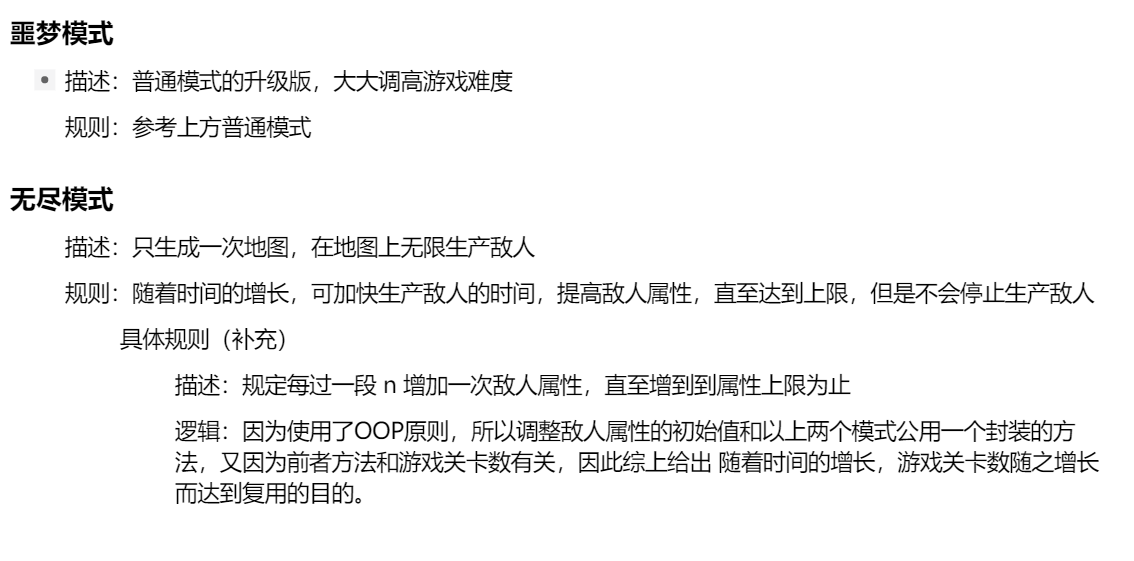 噩梦模式
描述：普通模式的升级版，大大调高游戏难度
规则：参考上方普通模式
无尽模式
描述：只生成一次地图，在地图上无限生产敌人
规则：随着时间的增长，可加快生产敌人的时间，提高敌人属性，直至达到上限，但是不会停止生产敌人
具体规则（补充）
描述：规定每过一段 n 增加一次敌人属性，直至增到到属性上限为止
逻辑：因为使用了OOP原则，所以调整敌人属性的初始值和以上两个模式公用一个封装的方
法，又因为前者方法和游戏关卡数有关，因此综上给出 随着时间的增长，游戏关卡数随之增长
而达到复用的目的。